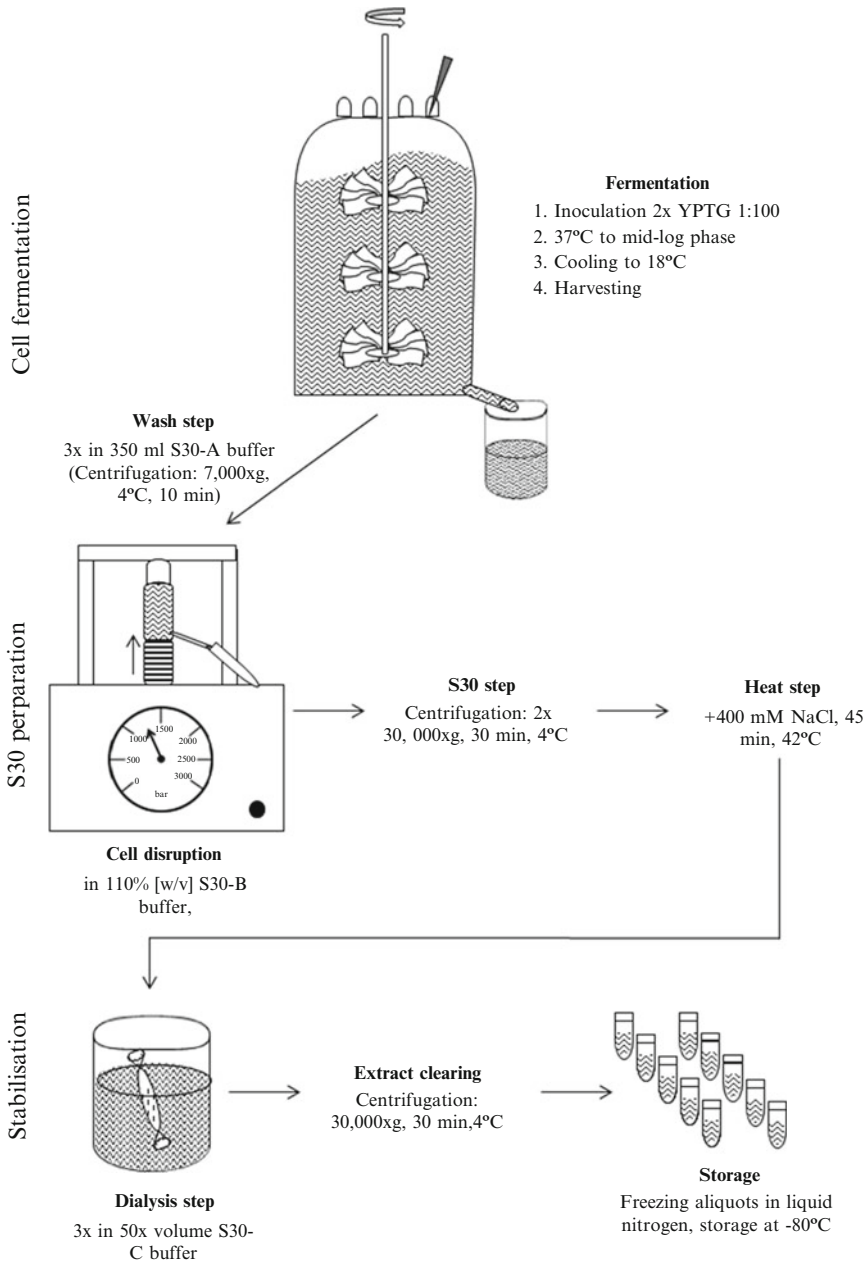 Cell fermentation
Fermentation
1. Inoculation 2x YPTG 1:100
2. 37ºC to mid-log phase
3. Cooling to 18ºC
4. Harvesting
Wash step
3x in 350 ml S30-A buffer
(Centrifugation: 7,000xg,
4ºC, 10 min)
S30 perparation
0
500
1000
1500
2000
2500
3000
bar
Cell disruption
in 110% [w/v] S30-B
buffer,
S30 step
Centrifugation: 2x
30, 000xg, 30 min, 4ºC
Heat step
+400 mM NaCl, 45
min, 42ºC
Stabilisation
Dialysis step
3x in 50x volume S30-
C buffer
Extract clearing
Centrifugation:
30,000xg, 30 min,4ºC
Storage
Freezing aliquots in liquid
nitrogen, storage at -80ºC